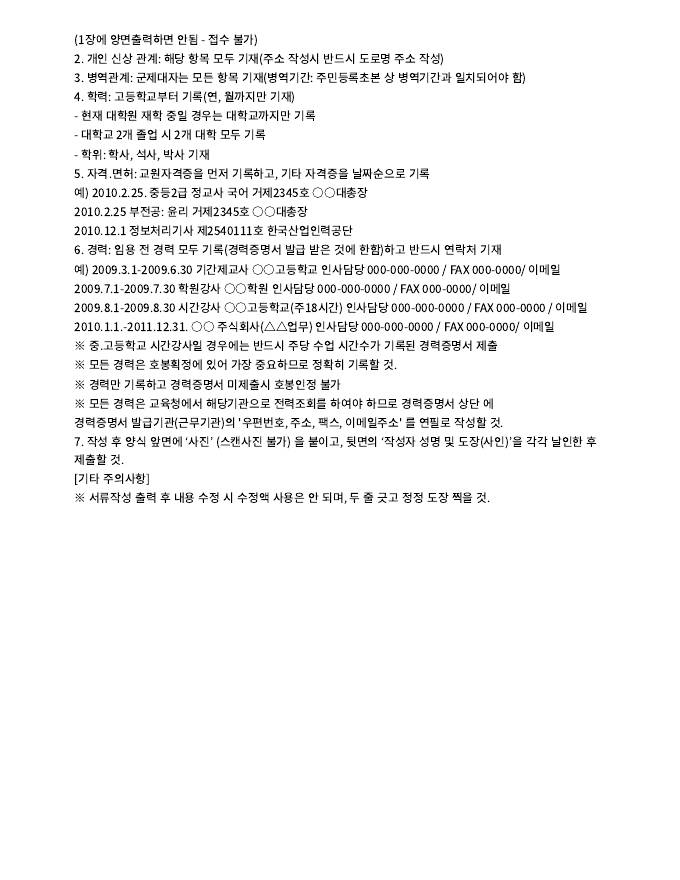 (1장에 양면출력하면 안됨 - 접수 불가)
2. 개인 신상 관계: 해당 항목 모두 기재(주소 작성시 반드시 도로명 주소 작성)
3. 병역관계: 군제대자는 모든 항목 기재(병역기간: 주민등록초본 상 병역기간과 일치되어야 함)
4. 학력: 고등학교부터 기록(연, 월까지만 기재)
- 현재 대학원 재학 중일 경우는 대학교까지만 기록
- 대학교 2개 졸업 시 2개 대학 모두 기록
- 학위: 학사, 석사, 박사 기재
5. 자격.면허: 교원자격증을 먼저 기록하고, 기타 자격증을 날짜순으로 기록
예) 2010.2.25. 중등2급 정교사 국어 거제2345호 ○○대총장
2010.2.25 부전공: 윤리 거제2345호 ○○대총장
2010.12.1 정보처리기사 제2540111호 한국산업인력공단
6. 경력: 임용 전 경력 모두 기록(경력증명서 발급 받은 것에 한함)하고 반드시 연락처 기재
예) 2009.3.1-2009.6.30 기간제교사 ○○고등학교 인사담당 000-000-0000 / FAX 000-0000/ 이메일
2009.7.1-2009.7.30 학원강사 ○○학원 인사담당 000-000-0000 / FAX 000-0000/ 이메일
2009.8.1-2009.8.30 시간강사 ○○고등학교(주18시간) 인사담당 000-000-0000 / FAX 000-0000 / 이메일
2010.1.1.-2011.12.31. ○○ 주식회사(△△업무) 인사담당 000-000-0000 / FAX 000-0000/ 이메일
※ 중.고등학교 시간강사일 경우에는 반드시 주당 수업 시간수가 기록된 경력증명서 제출
※ 모든 경력은 호봉획정에 있어 가장 중요하므로 정확히 기록할 것.
※ 경력만 기록하고 경력증명서 미제출시 호봉인정 불가
※ 모든 경력은 교육청에서 해당기관으로 전력조회를 하여야 하므로 경력증명서 상단 에
경력증명서 발급기관(근무기관)의 '우편번호, 주소, 팩스, 이메일주소' 를 연필로 작성할 것.
7. 작성 후 양식 앞면에 ‘사진’ (스캔사진 불가) 을 붙이고, 뒷면의 ‘작성자 성명 및 도장(사인)’을 각각 날인한 후
제출할 것.
[기타 주의사항]
※ 서류작성 출력 후 내용 수정 시 수정액 사용은 안 되며, 두 줄 긋고 정정 도장 찍을 것.